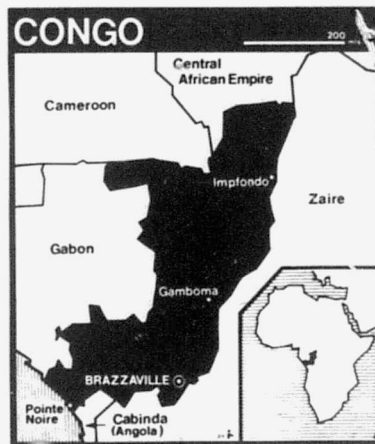 CONGO
200
Central
African Empire
Cameroon
Impfondo
Zaire
Gabon
Gamboma
BRAZZAVILLE
Pointe
Noire
Cabinda
(Angola)